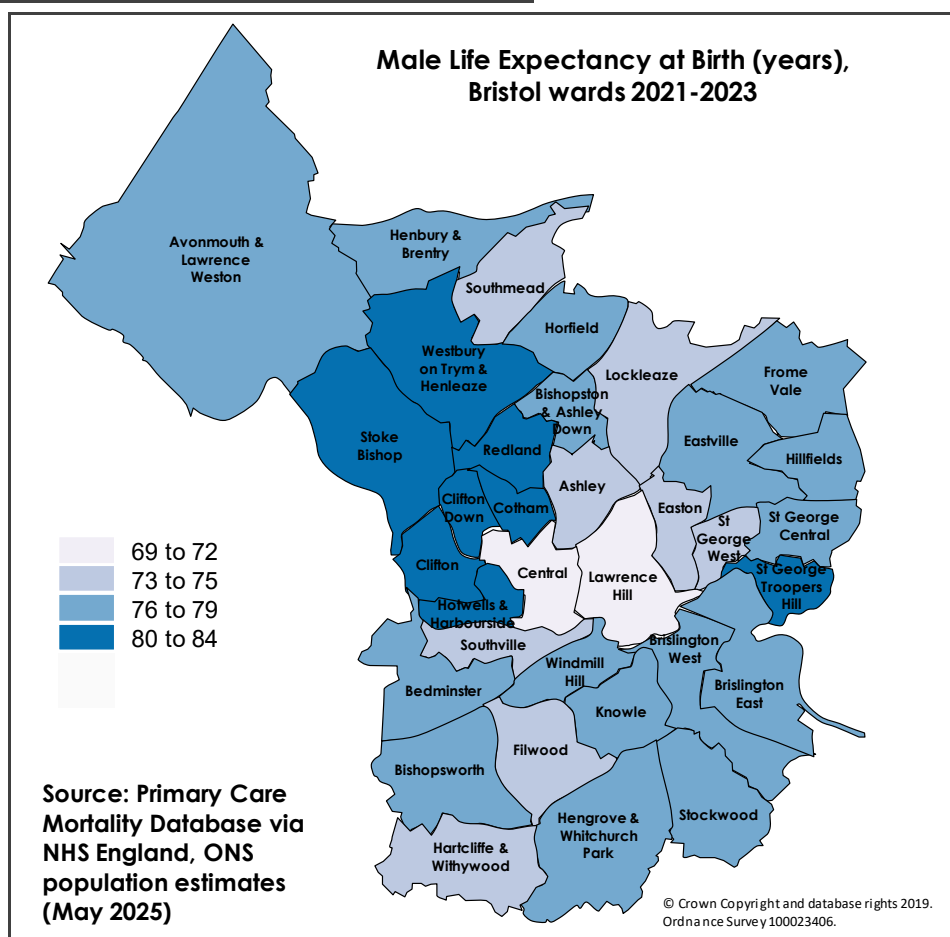 Male Life Expectancy at Birth (years),
Bristol wards 2021-2023
Avonmouth &
Lawrence
Weston
Henbury &
Brentry
Southmead
Horfield
Westbury
on Trym &
Henleaze
Lockleaze
Frome
Vale
Bishopston
& Ashley
Down
Stoke
Bishop
Redland
Eastville
Hillfields
Ashley
Clifton
Down
Cotham
Easton
St
George
West
St George
Central
Clifton
Central
Lawrence
Hill
St George
Troopers
Hill
Hotwells &
Harbourside
69 to 72
73 to 75
76 to 79
80 to 84
Southville
Brislington
West
Windmill
Hill
Bedminster
Brislington
East
Knowle
Filwood
Bishopsworth
Stockwood
Hengrove &
Whitchurch
Park
Hartcliffe &
Withywood
Source: Primary Care
Mortality Database via
NHS England, ONS
population estimates
(May 2025)
© Crown Copyright and database rights 2019.
Ordnance Survey 100023406.